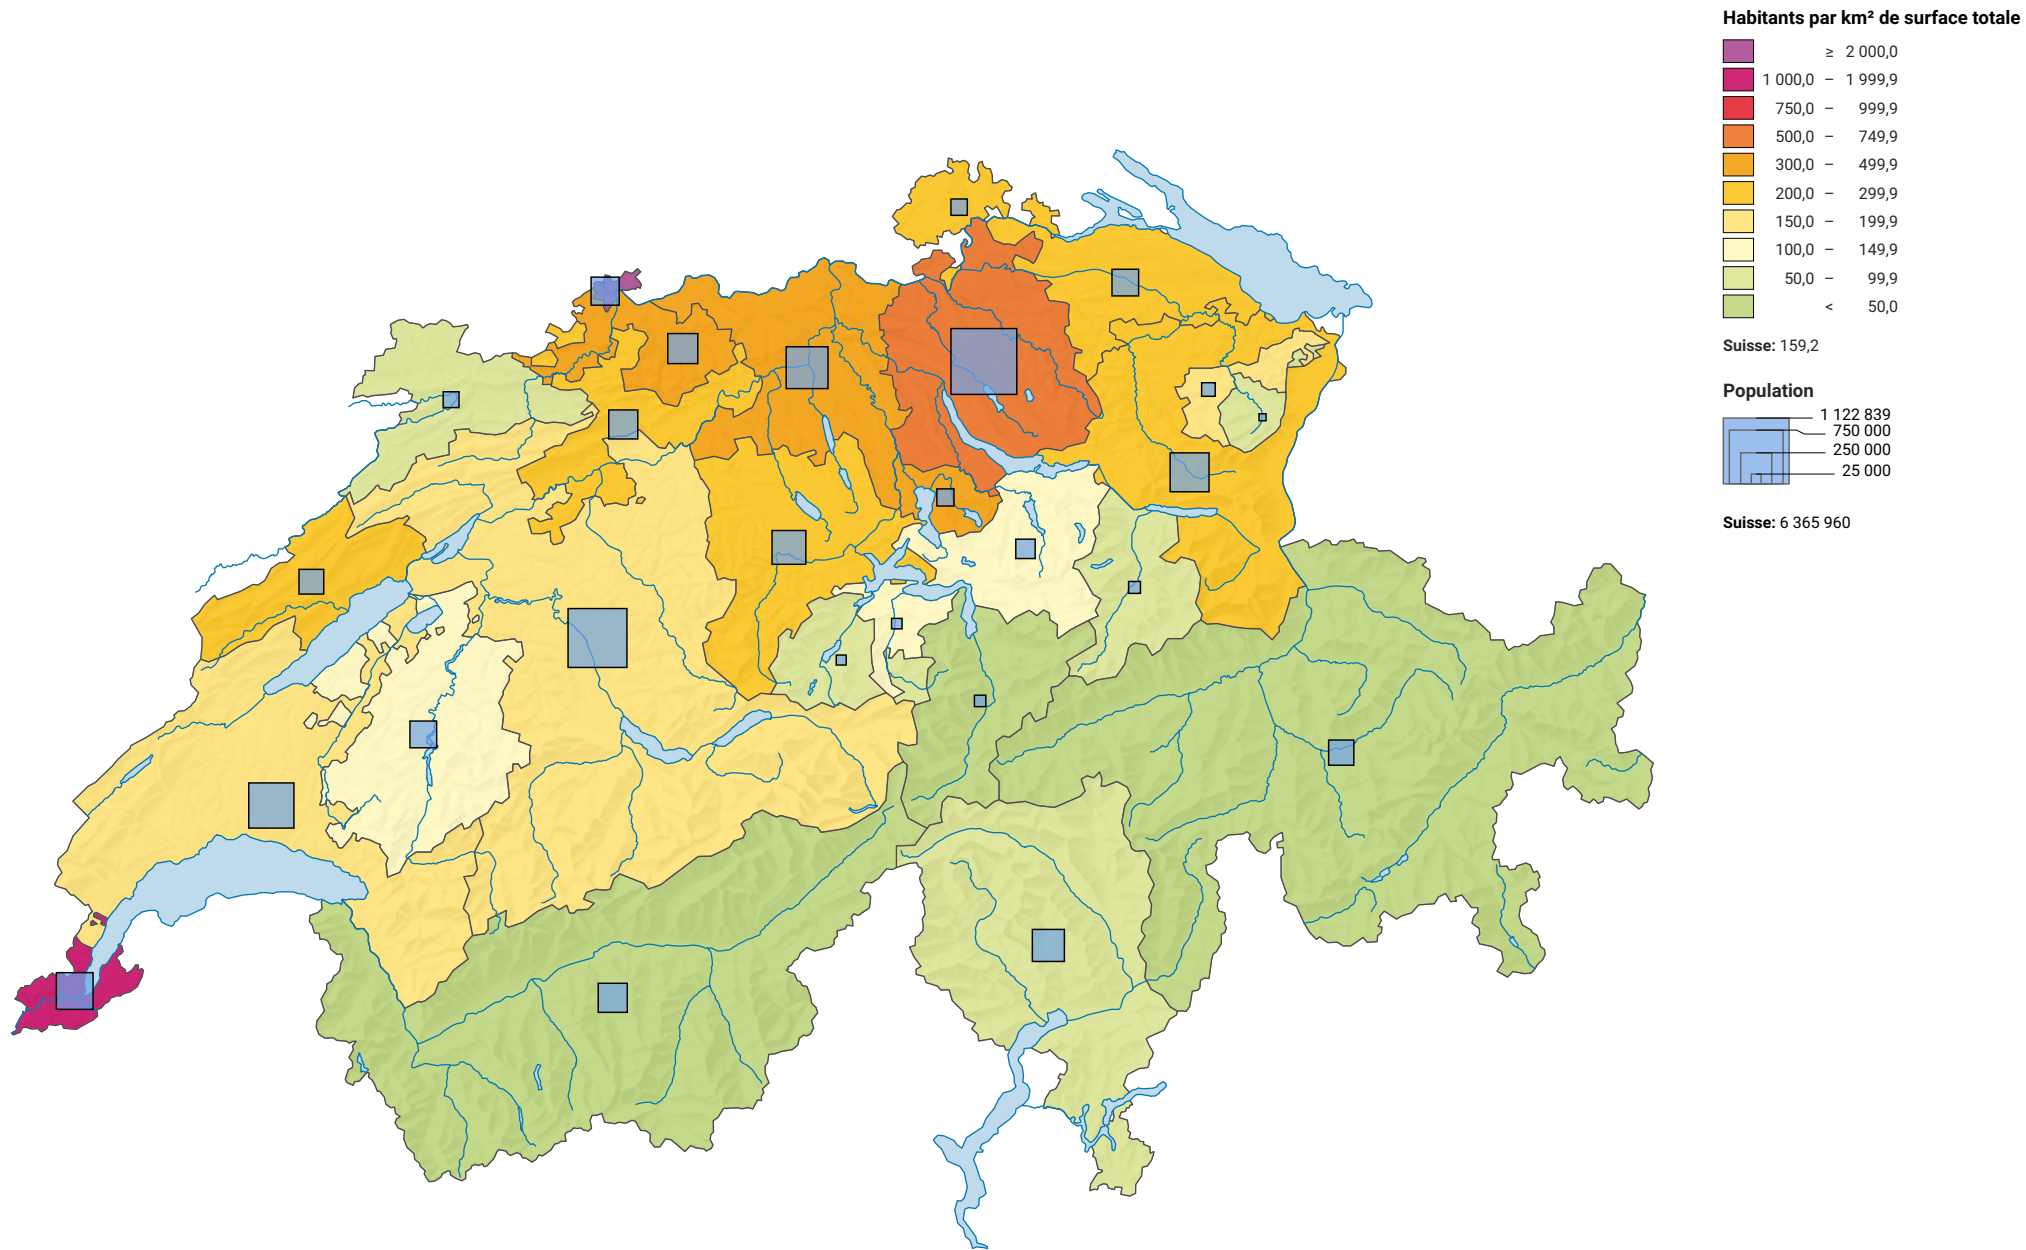 Habitants par km² de surface totale
≥ 2 000,0
1 000,0 – 1 999,9
750,0 – 999,9
500,0 – 749,9
300,0 – 499,9
200,0 – 299,9
150,0 – 199,9
100,0 – 149,9
50,0 – 99,9
< 50,0
Suisse: 159,2
Population
1 122 839
750 000
250 000
25 000
Suisse: 6 365 960